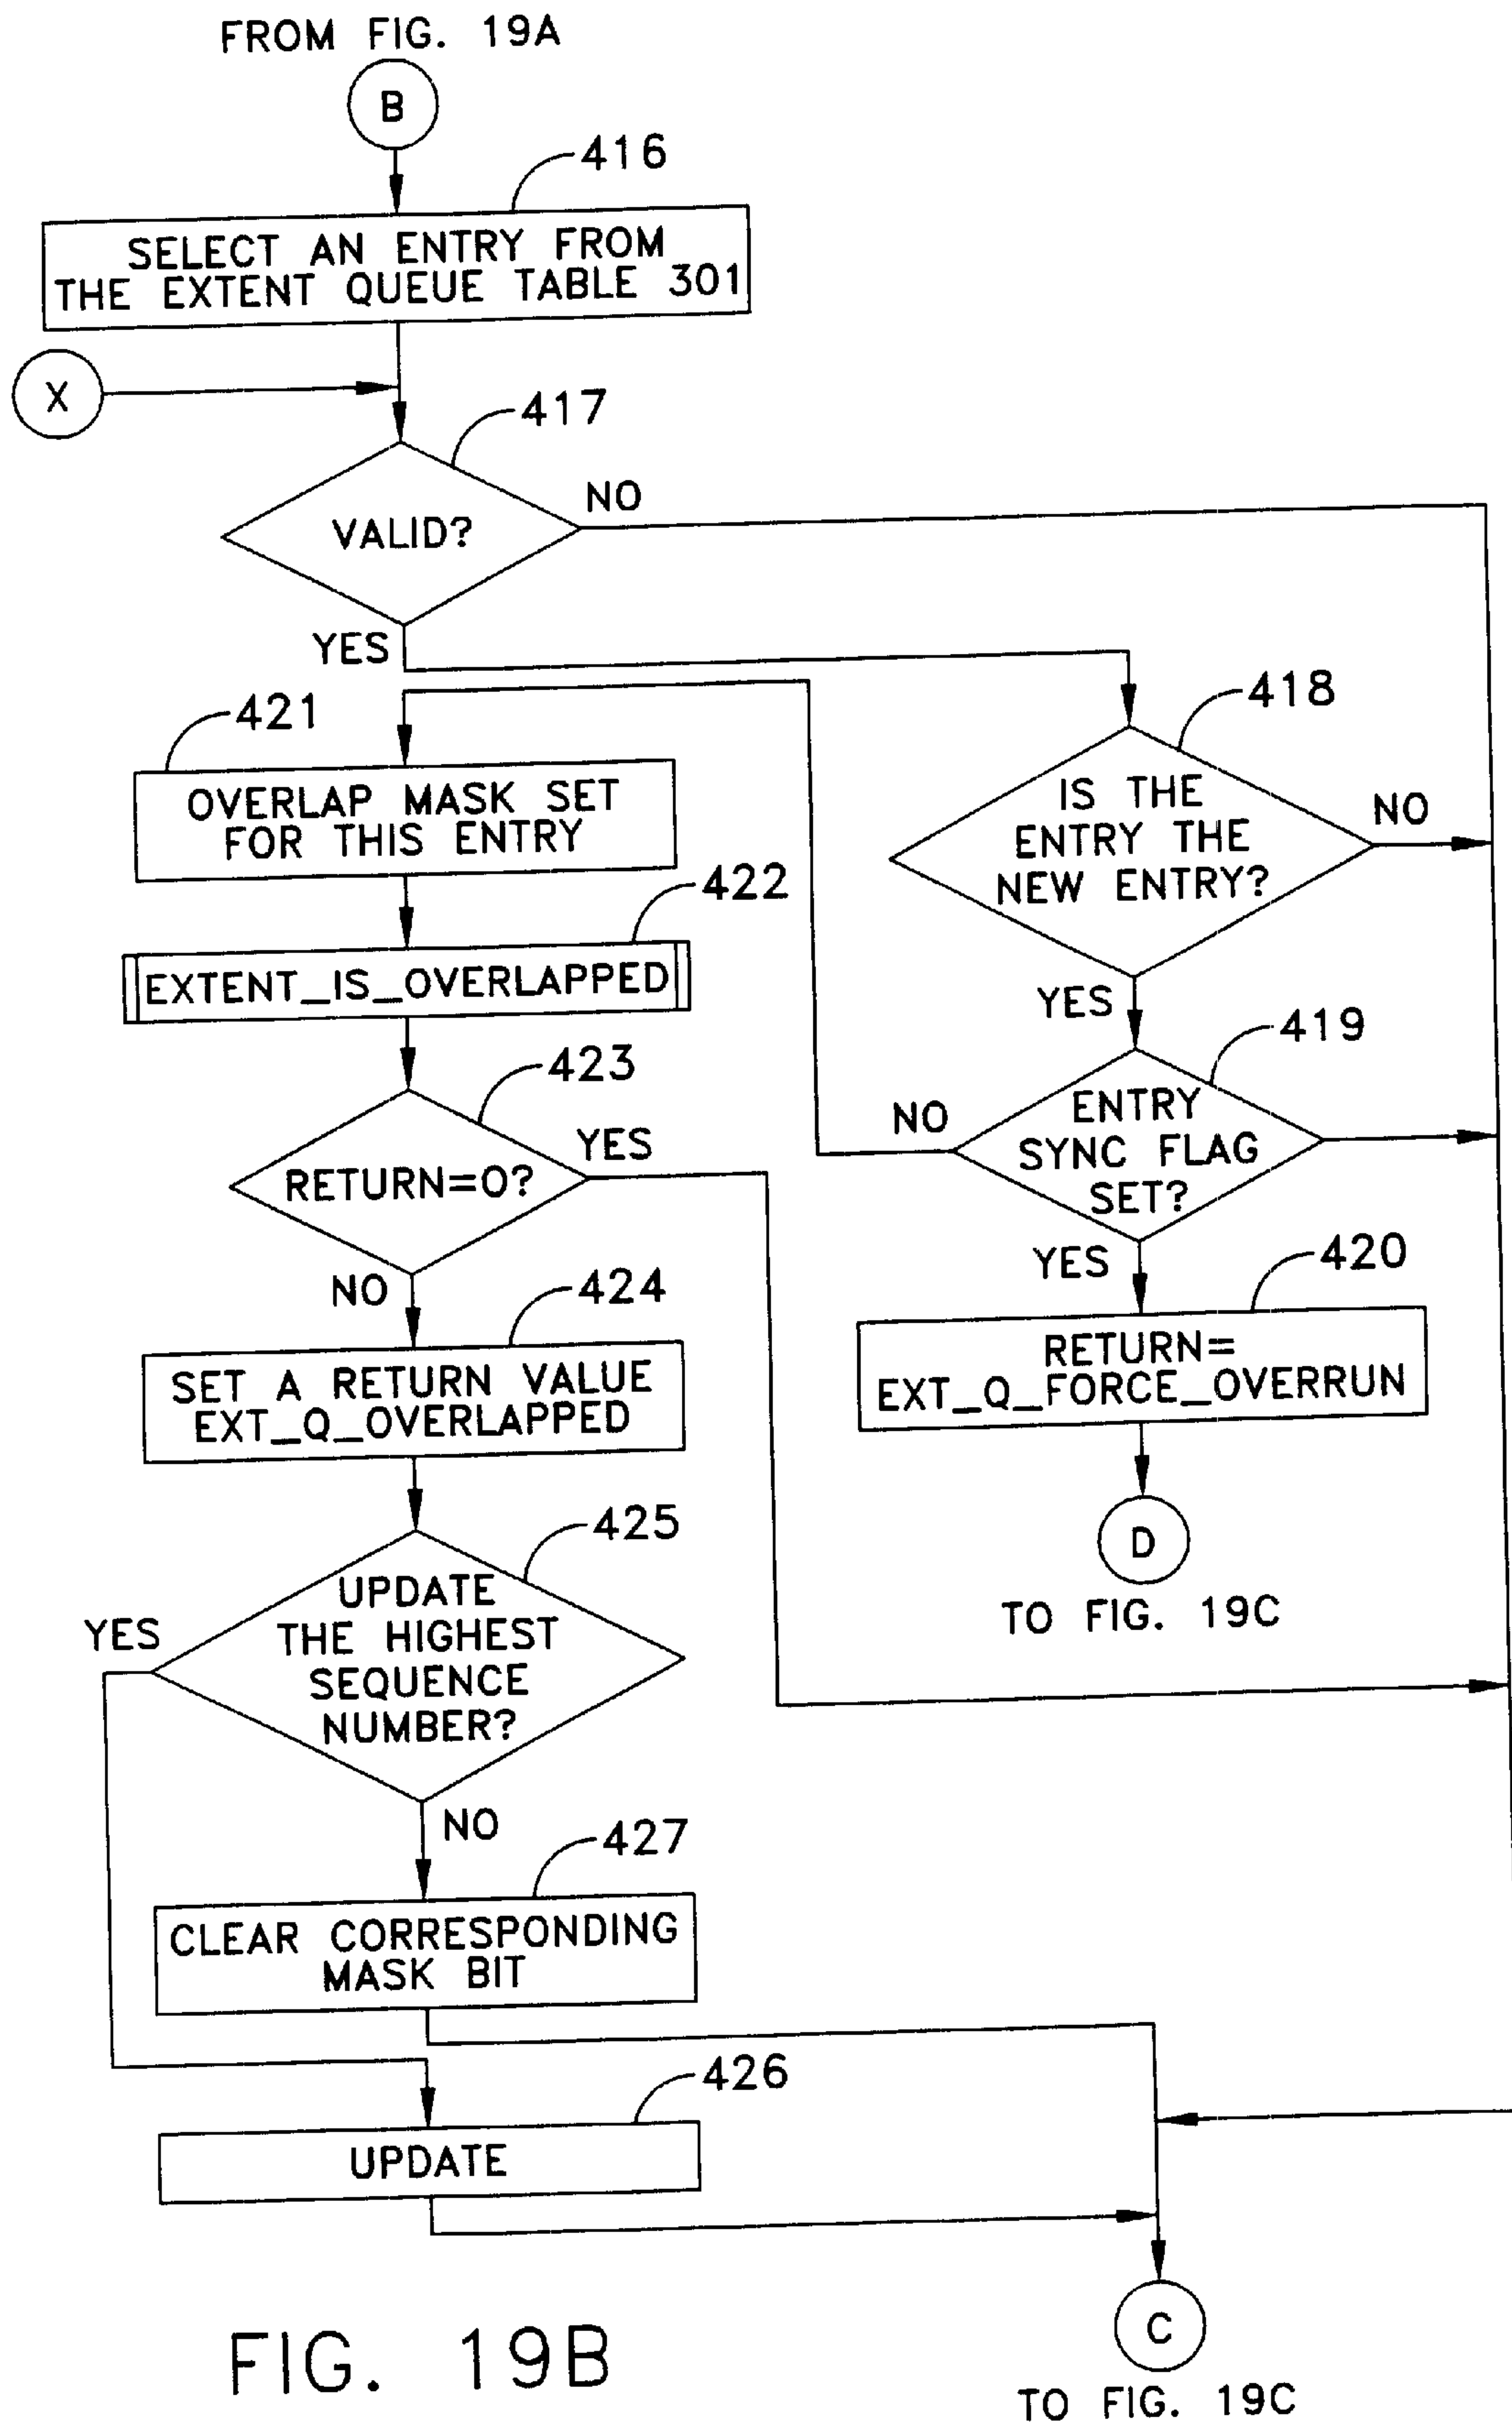 FROM FIG. 19A
B
416
SELECT AN ENTRY FROM
THE EXTENT QUEUE TABLE 301
X
417
NO
VALID?
YES
418
421
IS THE
ENTRY THE
NEW ENTRY?
NO
OVERLAP MASK SET
FOR THIS ENTRY
422
YES
EXTENT_IS_OVERLAPPED
419
423
NO
ENTRY
SYNC FLAG
SET?
YES
RETURN=0?
YES
420
NO
424
RETURN=
EXT_Q_FORCE_OVERRUN
SET A RETURN VALUE
EXT_Q_OVERLAPPED
425
D
TO FIG. 19C
YES
UPDATE
THE HIGHEST
SEQUENCE
NUMBER?
NO
427
CLEAR CORRESPONDING
MASK BIT
426
UPDATE
C
TO FIG. 19C
FIG. 19B